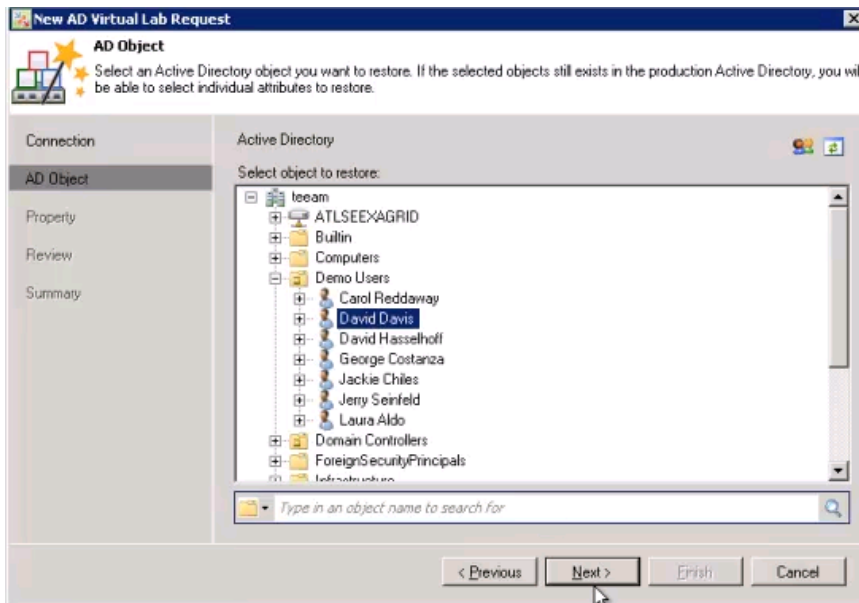 New AD Virtual Lab Request
AD Object
Select an Active Directory object you want to restore. If the selected objects still exists in the production Active Directory, you wil
be able to select individual attributes to restore.
Connection
AD Object
Property
Review
Summary
Active Directory
Select object to restore:
teeam
ATLSEEXAGRID
Builtin
Computers
Demo Users
Carol Reddaway
David Davis
David Hasselhoff
George Costanza
Jackie Chiles
Jerry Seinfeld
Laura Aldo
Domain Controllers
ForeignSecurityPrincipals
Infrastructure
Type in an object name to search for
< Previous
Next >
Finish
Cancel